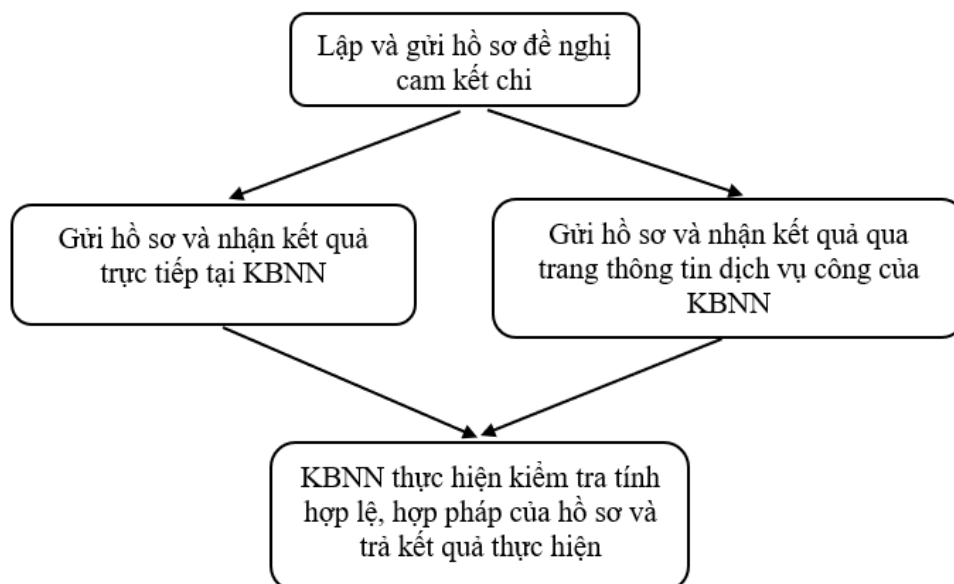 Lập và gửi hồ sơ đề nghị
cam kết chi
Gửi hồ sơ và nhận kết quả
trực tiếp tại KBNN
Gửi hồ sơ và nhận kết quả qua
trang thông tin dịch vụ công của
KBNN
KBNN thực hiện kiểm tra tính
hợp lệ, hợp pháp của hồ sơ và
trả kết quả thực hiện